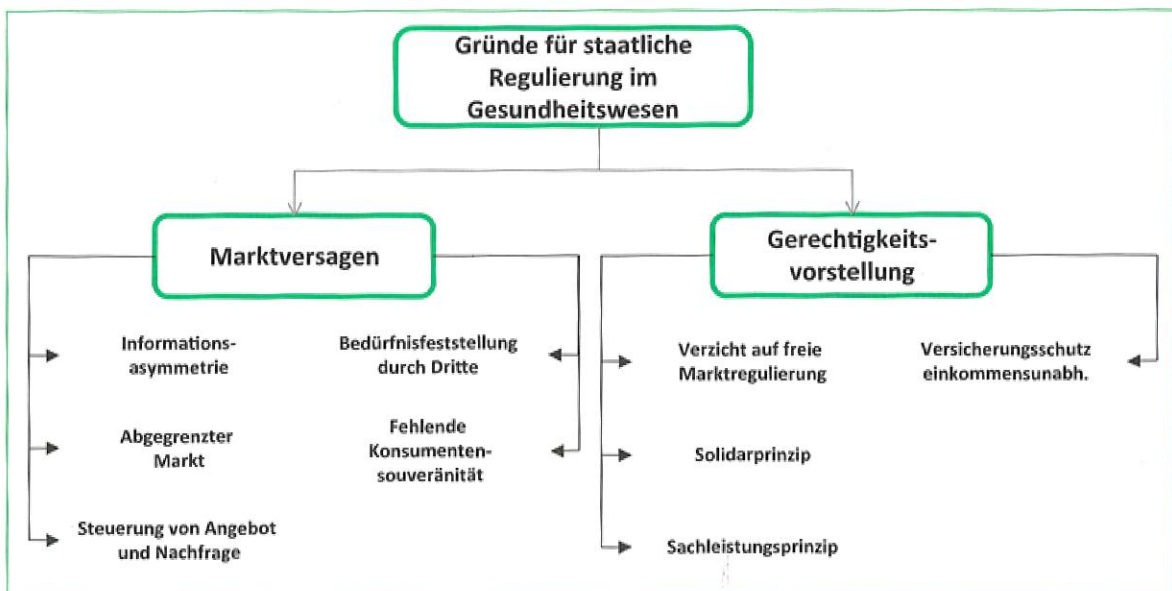 Gründe für staatliche
Regulierung im
Gesundheitswesen
Marktversagen
Gerechtigkeits-
vorstellung
Informations-
asymmetrie
Bedürfnisfeststellung
durch Dritte
Abgegrenzter
Markt
Fehlende
Konsumenten-
souveränität
Steuerung von Angebot
und Nachfrage
Verzicht auf freie
Marktregulierung
Versicherungsschutz
einkommensunabh.
Solidarprinzip
Sachleistungsprinzip